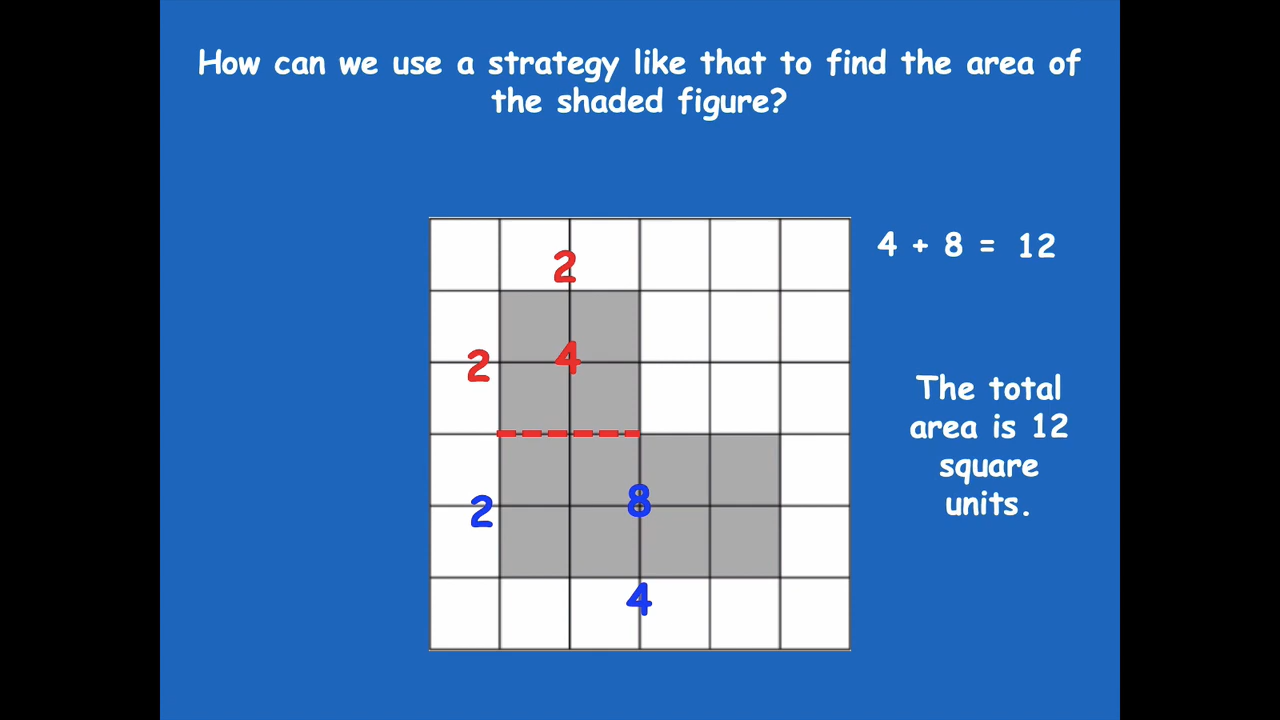 How can we use a strategy like that to find the area of
the shaded figure?
4 + 8 = 12
2
2
4
The total
area is 12
square
units.
2
8
4